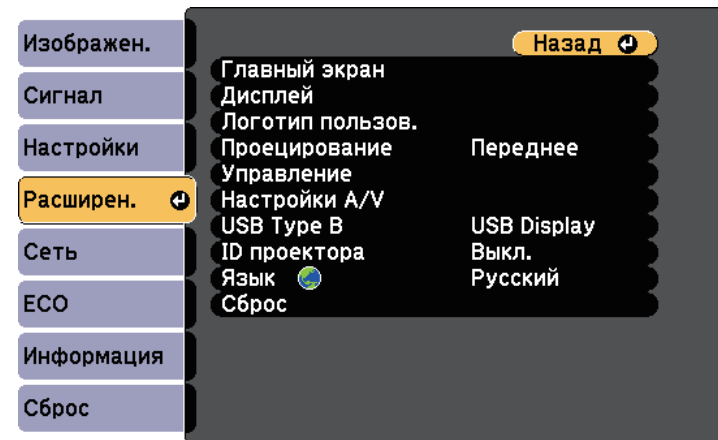 Изображен.
Сигнал
Настройки
Расширен.
Сеть
ECO
Информация
Сброс
Назад
Главный экран
Дисплей
Логотип пользов.
Проецирование Переднее
Управление
Настройки A/V
USB Type B USB Display
ID проектора Выкл.
Язык Русский
Сброс